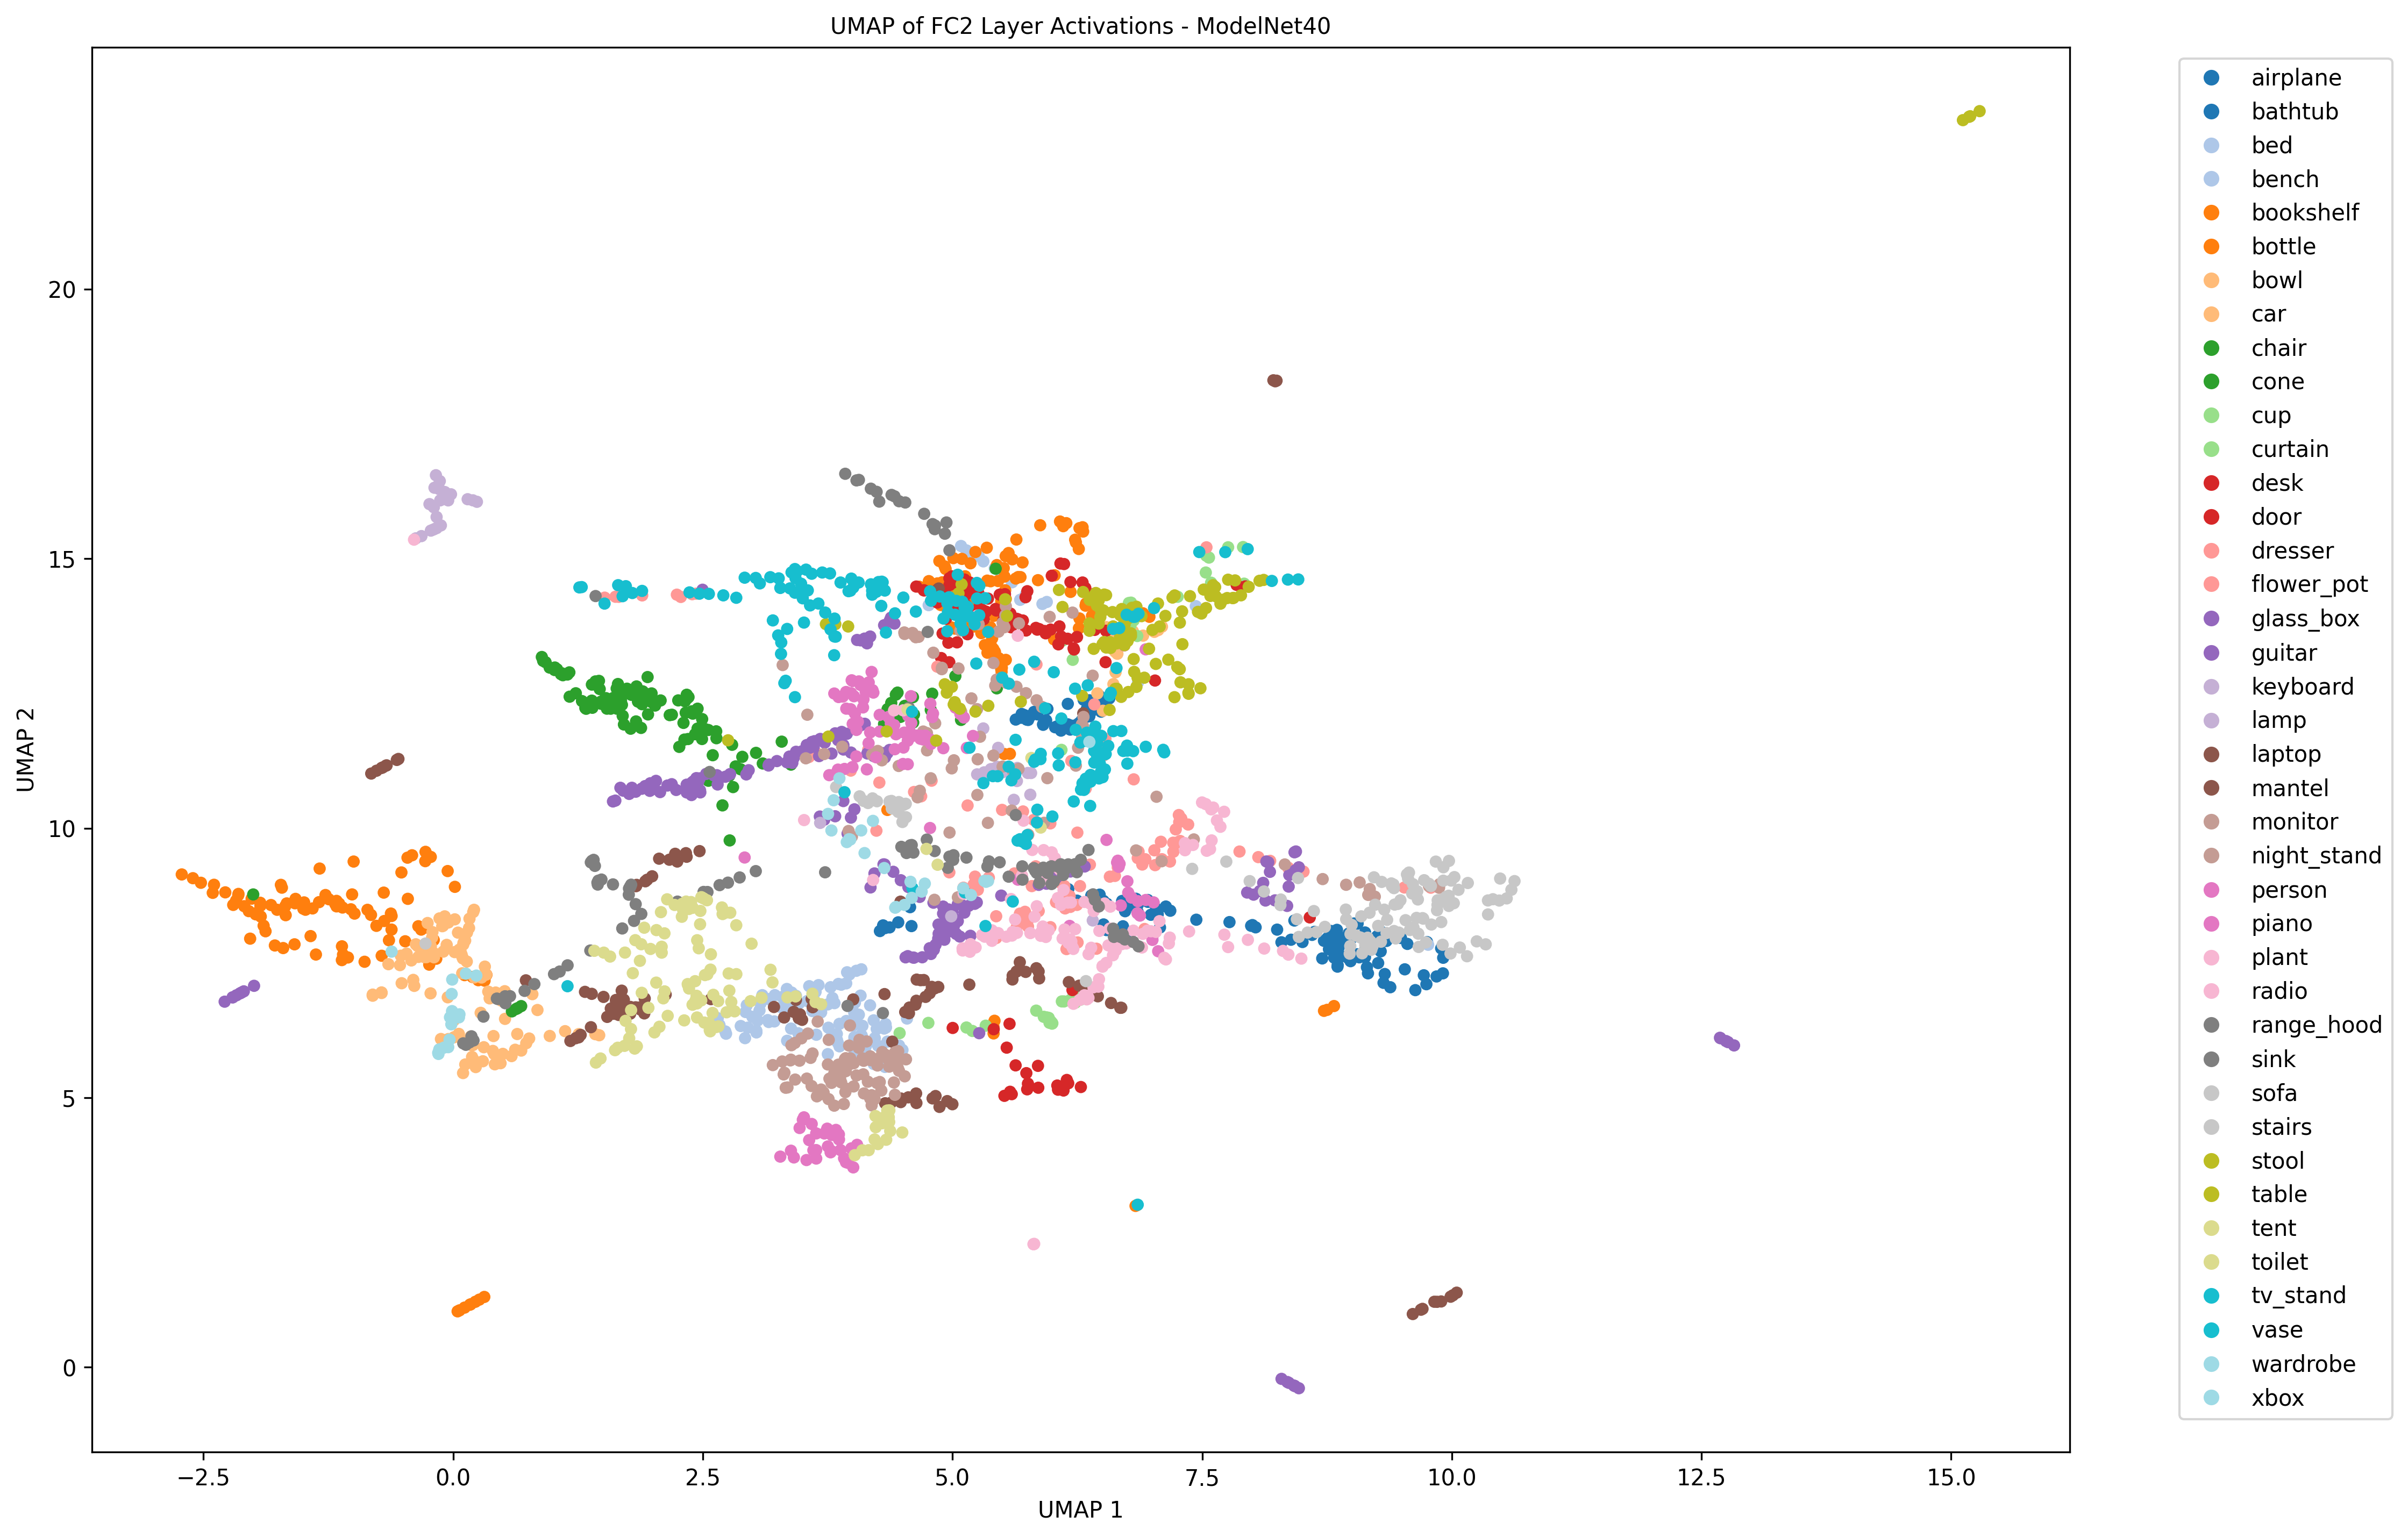 UMAP of FC2 Layer Activations - ModelNet40
UMAP 2
20
15
10
5
0
−2.5
0.0
2.5
5.0
7.5
10.0
12.5
15.0
UMAP 1
airplane
bathtub
bed
bench
bookshelf
bottle
bowl
car
chair
cone
cup
curtain
desk
door
dresser
flower_pot
glass_box
guitar
keyboard
lamp
laptop
mantel
monitor
night_stand
person
piano
plant
radio
range_hood
sink
sofa
stairs
stool
table
tent
toilet
tv_stand
vase
wardrobe
xbox